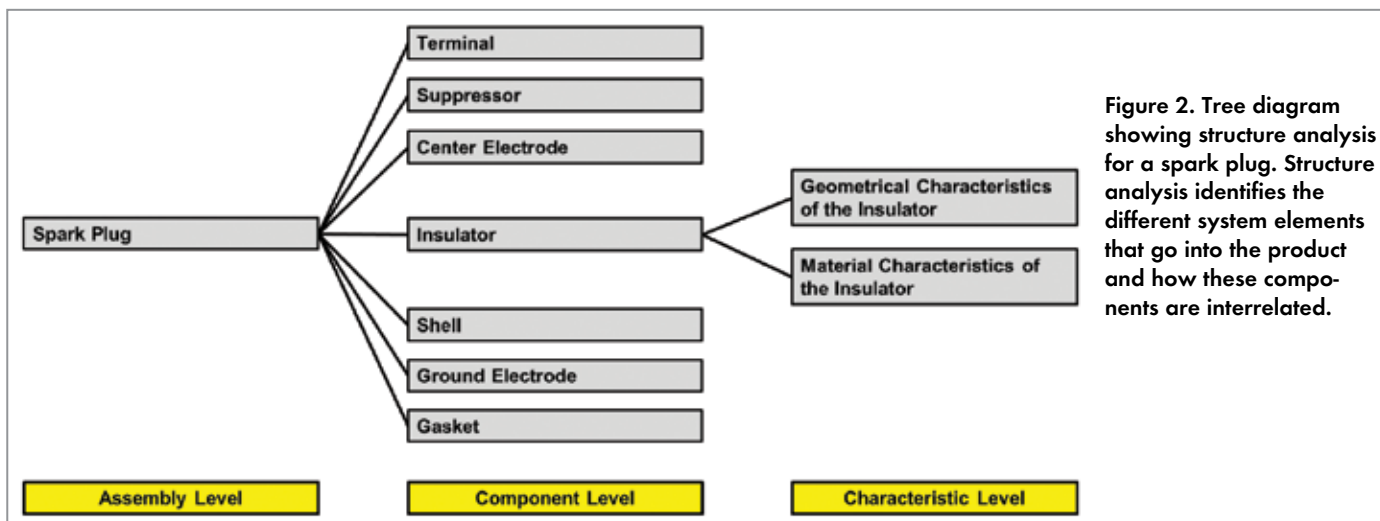 Terminal
Suppressor
Center Electrode
Spark Plug
Insulator
Shell
Ground Electrode
Gasket
Geometrical Characteristics
of the Insulator
Material Characteristics of
the Insulator
Assembly Level
Component Level
Characteristic Level
Figure 2. Tree diagram
showing structure analysis
for a spark plug. Structure
analysis identifies the
different system elements
that go into the product
and how these compo-
nents are interrelated.